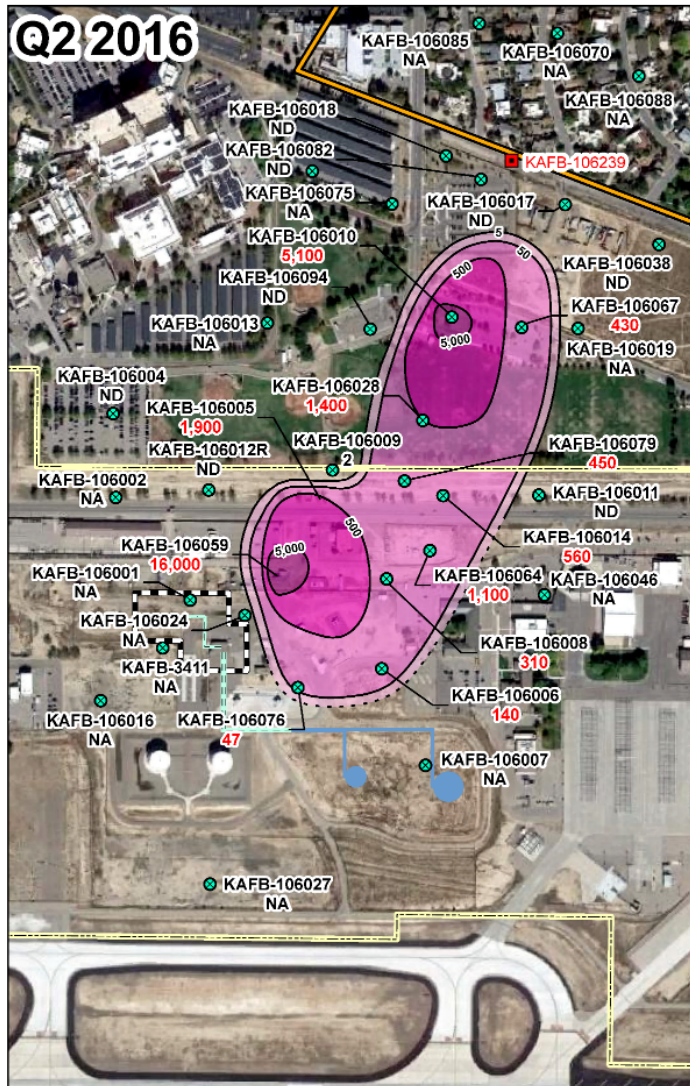 Q2 2016
KAFB-106085
NA
KAFB-106070
NA
KAFB-106088
NA
KAFB-106018
ND
KAFB-106082
ND
KAFB-106239
KAFB-106075
NA
KAFB-106017
ND
KAFB-106010
5,100
5
50
500
KAFB-106038
ND
KAFB-106094
ND
KAFB-106067
430
KAFB-106013
NA
5,000
KAFB-106019
NA
KAFB-106004
ND
KAFB-106028
1,400
KAFB-106005
1,900
KAFB-106009
2
KAFB-106079
450
KAFB-106012R
ND
KAFB-106002
NA
KAFB-106011
ND
500
KAFB-106014
560
KAFB-106059
16,000
5,000
KAFB-106001
NA
KAFB-106064
1,100
KAFB-106046
NA
KAFB-106024
NA
KAFB-106008
310
KAFB-3411
NA
KAFB-106006
140
KAFB-106016
NA
KAFB-106076
47
KAFB-106007
NA
KAFB-106027
NA